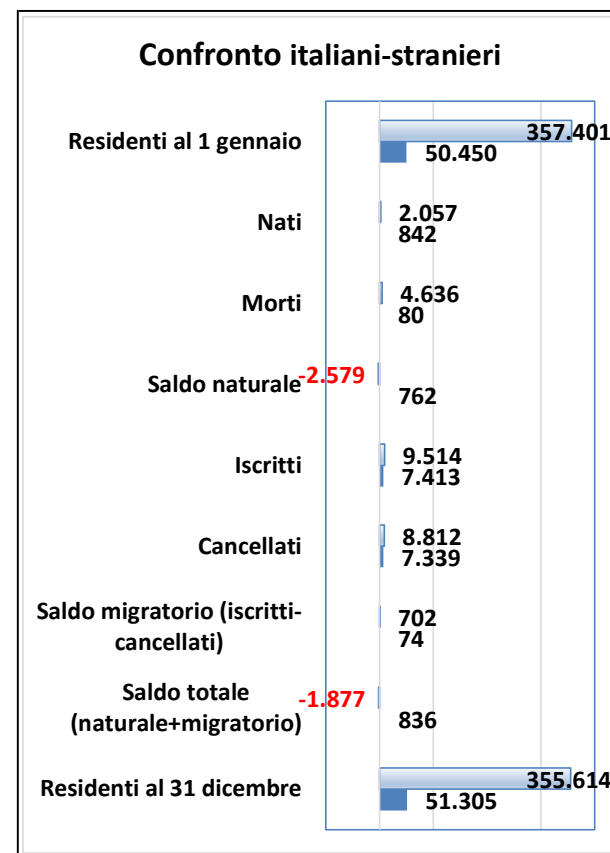 Confronto italiani-stranieri
Residenti al 1 gennaio
357.401
50.450
Nati
2.057
842
Morti
4.636
80
Saldo naturale
-2.579
762
Iscritti
9.514
7.413
Cancellati
8.812
7.339
Saldo migratorio (iscritti-
cancellati)
702
74
Saldo totale
(naturale+migratorio)
-1.877
836
Residenti al 31 dicembre
355.614
51.305